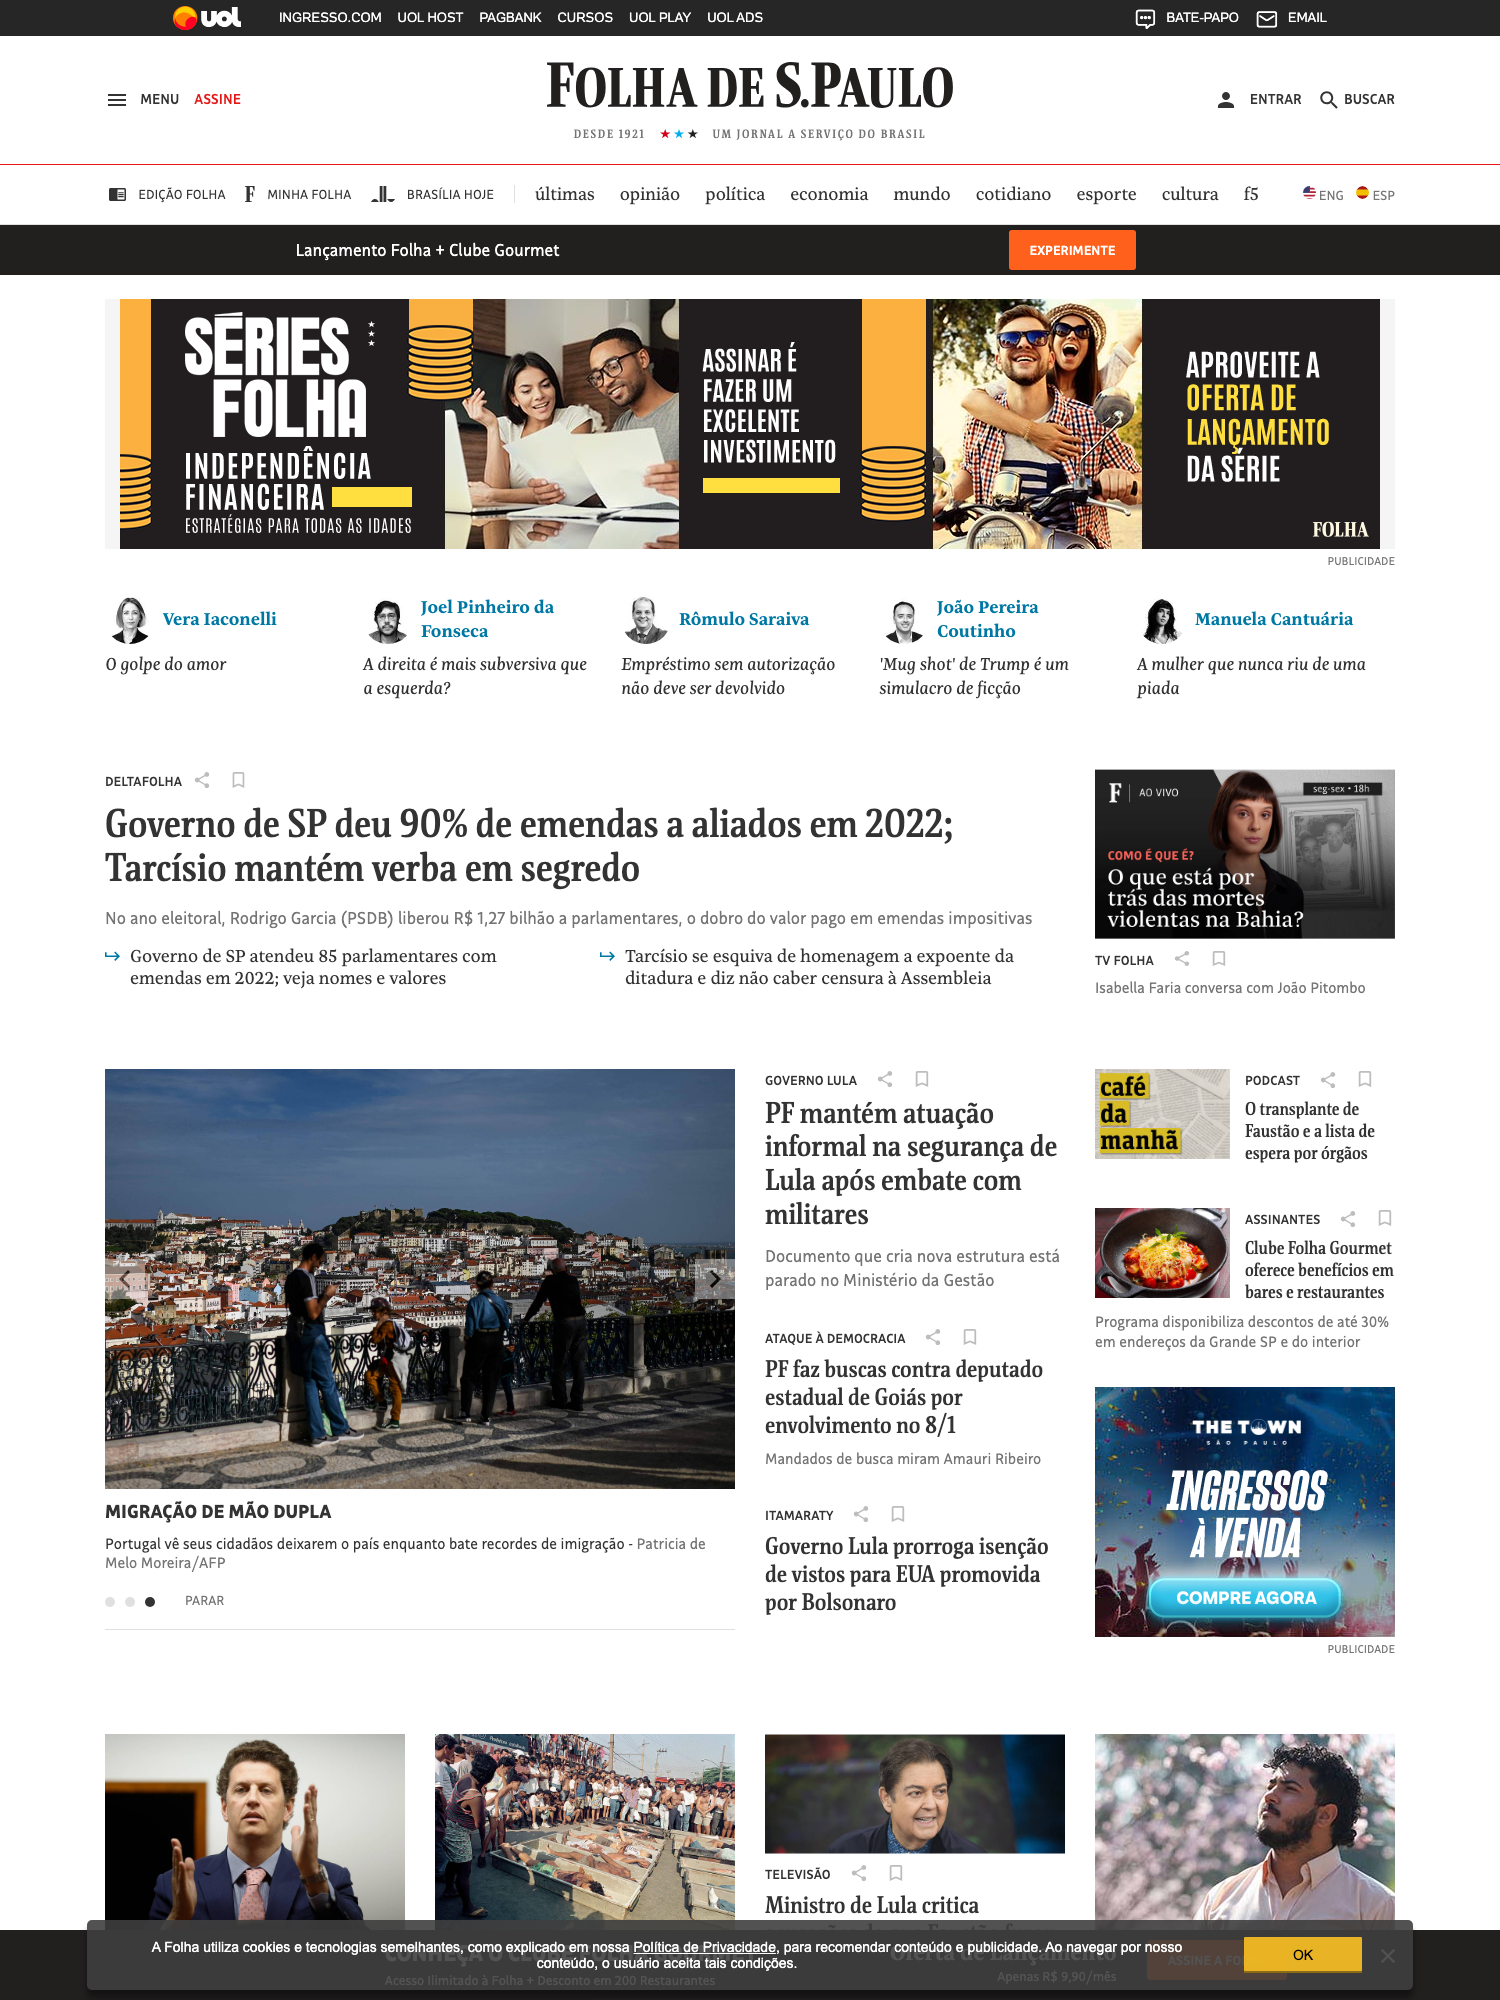 uol
INGRESSO.COM UOL HOST PAGBANK CURSOS UOL PLAY UOL ADS
BATE-PAPO EMAIL
MENU ASSINE
FOLHA DE S.PAULO
DESDE 1921 ★★★ UM JORNAL A SERVIÇO DO BRASIL
ENTRAR BUSCAR
EDIÇÃO FOLHA MINHA FOLHA BRASÍLIA HOJE
últimas opinião política economia mundo cotidiano esporte cultura f5
ENG ESP
Lançamento Folha + Clube Gourmet
EXPERIMENTE
SÉRIES
FOLHA
INDEPENDÊNCIA
FINANCEIRA
ESTRATÉGIAS PARA TODAS AS IDADES
ASSINAR É
FAZER UM
EXCELENTE
INVESTIMENTO
APROVEITE A
OFERTA DE
LANÇAMENTO
DA SÉRIE
FOLHA
PUBLICIDADE
Vera Iaconelli
O golpe do amor
Joel Pinheiro da
Fonseca
A direita é mais subversiva que
a esquerda?
Rômulo Saraiva
Empréstimo sem autorização
não deve ser devolvido
João Pereira
Coutinho
'Mug shot' de Trump é um
simulacro de ficção
Manuela Cantuária
A mulher que nunca riu de uma
piada
DELTAFOLHA
Governo de SP deu 90% de emendas a aliados em 2022;
Tarcísio mantém verba em segredo
No ano eleitoral, Rodrigo Garcia (PSDB) liberou R$ 1,27 bilhão a parlamentares, o dobro do valor pago em emendas impositivas
Governo de SP atendeu 85 parlamentares com
emendas em 2022; veja nomes e valores
Tarcísio se esquiva de homenagem a expoente da
ditadura e diz não caber censura à Assembleia
F AO VIVO
seg-sex • 18h
COMO É QUE É?
O que está por
trás das mortes
violentas na Bahia?
TV FOLHA
Isabella Faria conversa com João Pitombo
MIGRAÇÃO DE MÃO DUPLA
Portugal vê seus cidadãos deixarem o país enquanto bate recordes de imigração - Patricia de
Melo Moreira/AFP
PARAR
GOVERNO LULA
PF mantém atuação
informal na segurança de
Lula após embate com
militares
Documento que cria nova estrutura está
parado no Ministério da Gestão
ATAQUE À DEMOCRACIA
PF faz buscas contra deputado
estadual de Goiás por
envolvimento no 8/1
Mandados de busca miram Amauri Ribeiro
ITAMARATY
Governo Lula prorroga isenção
de vistos para EUA promovida
por Bolsonaro
café
da
manhã
PODCAST
O transplante de
Faustão e a lista de
espera por órgãos
ASSINANTES
Clube Folha Gourmet
oferece benefícios em
bares e restaurantes
Programa disponibiliza descontos de até 30%
em endereços da Grande SP e do interior
THE TOWN
SÃO PAULO
INGRESSOS
À VENDA
COMPRE AGORA
PUBLICIDADE
TELEVISÃO
Ministro de Lula critica
A Folha utiliza cookies e tecnologias semelhantes, como explicado em nossa Política de Privacidade, para recomendar conteúdo e publicidade. Ao navegar por nosso
conteúdo, o usuário aceita tais condições.
OK
Acesso Ilimitado à Folha + Desconto em 200 Restaurantes
Oferta de Lançamento
Apenas R$ 9,90/mês
ASSINE A